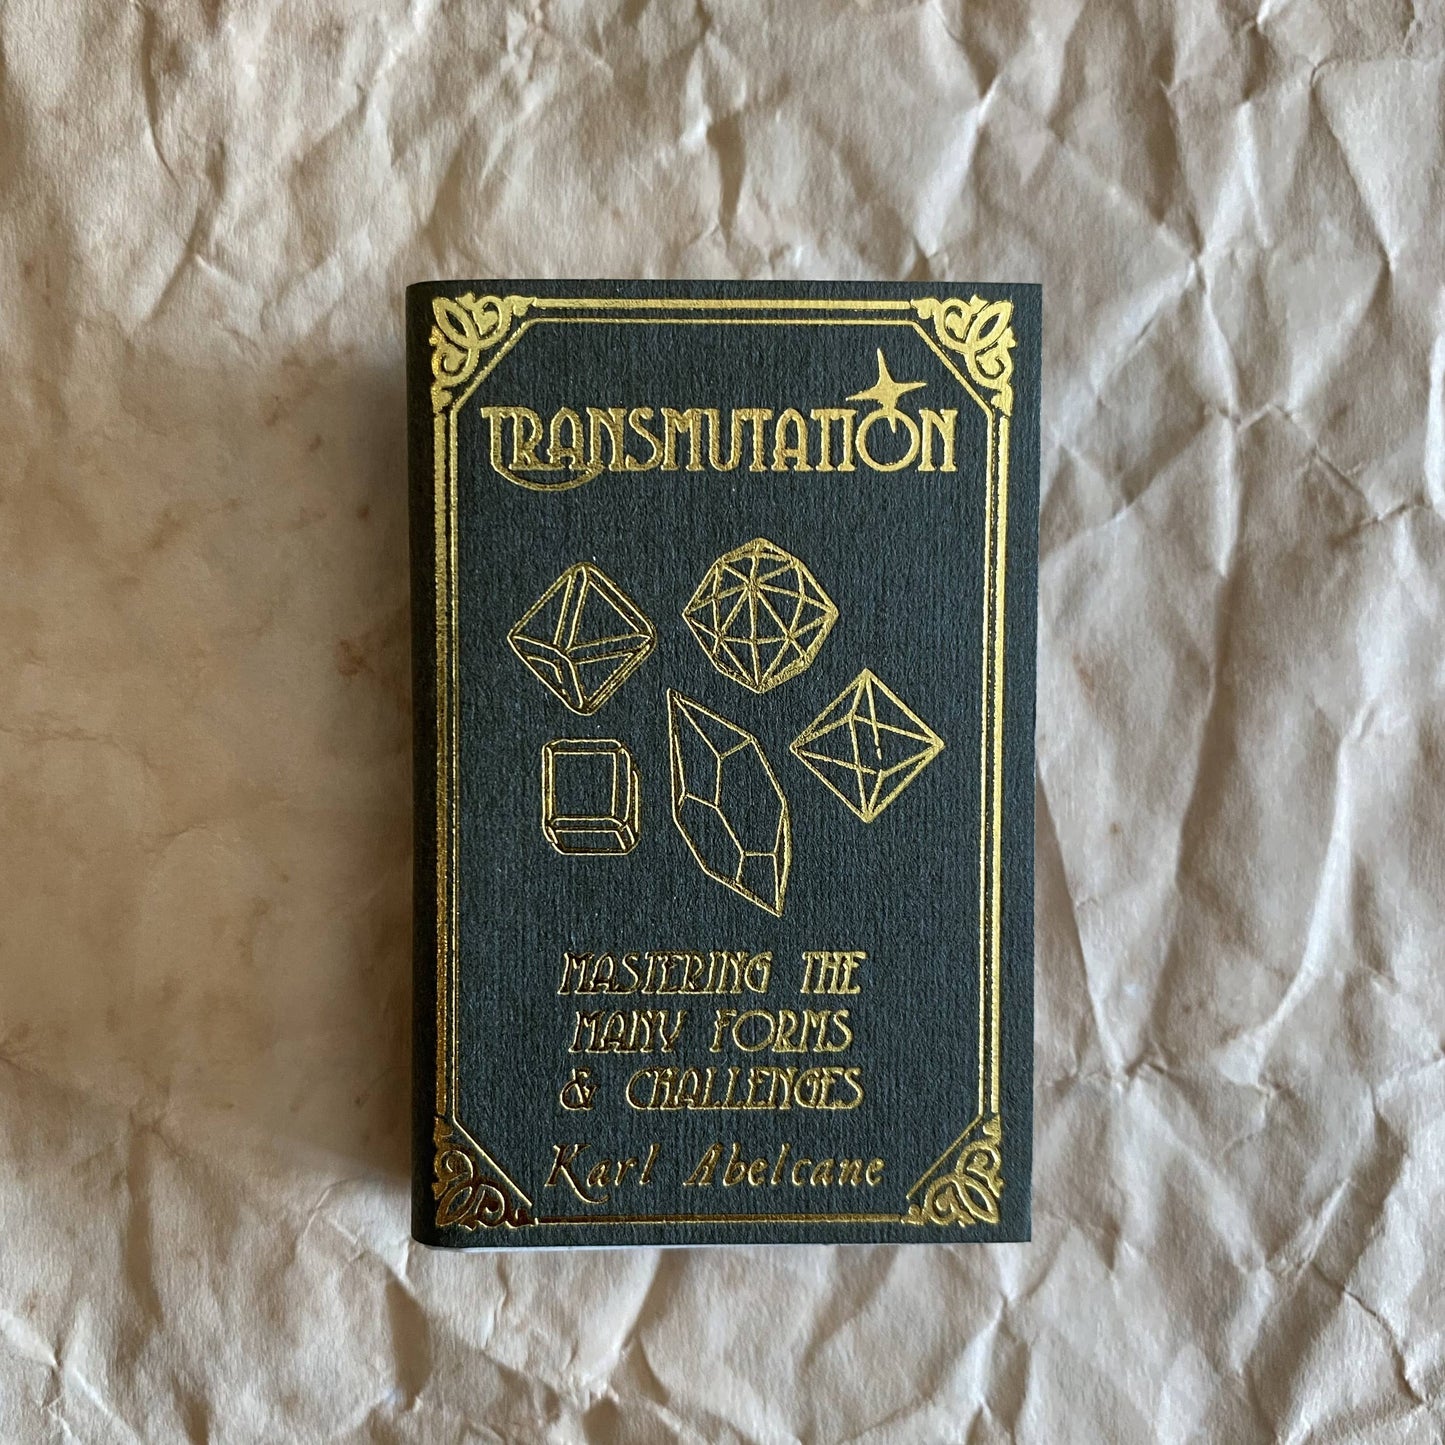 TRANSMUTATION
MASTERING THE
MANY FORMS
& CHALLENGES
Karl Abelcane